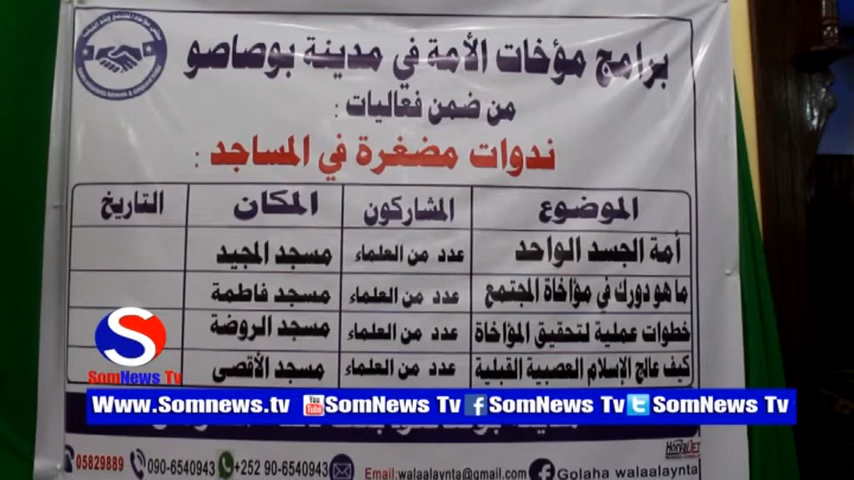 برامج مؤخات الأمة في مدينة بوصاصو
من ضمن فعاليات :
ندوات مضغرة في المساجد :
الموضوع المشاركون المكان التاريخ
أمة الجسد الواحد عدد من العلماء مسجد المجيد
ما هو دورك في مؤاخاة المجتمع عدد من العلماء مسجد فاطمة
خطوات عملية لتحقيق المؤاخاة عدد من العلماء مسجد الروضة
كيف عالج الإسلام العصبية القبلية عدد من العلماء مسجد الأقصى
S
SomNews Tv
Www.Somnews.tv You Tube SomNews Tv f SomNews Tv t SomNews Tv
05829889 090-6540943 +252 90-6540943 Email:walaalaynta@gmail.com f Golaha walaalaynta